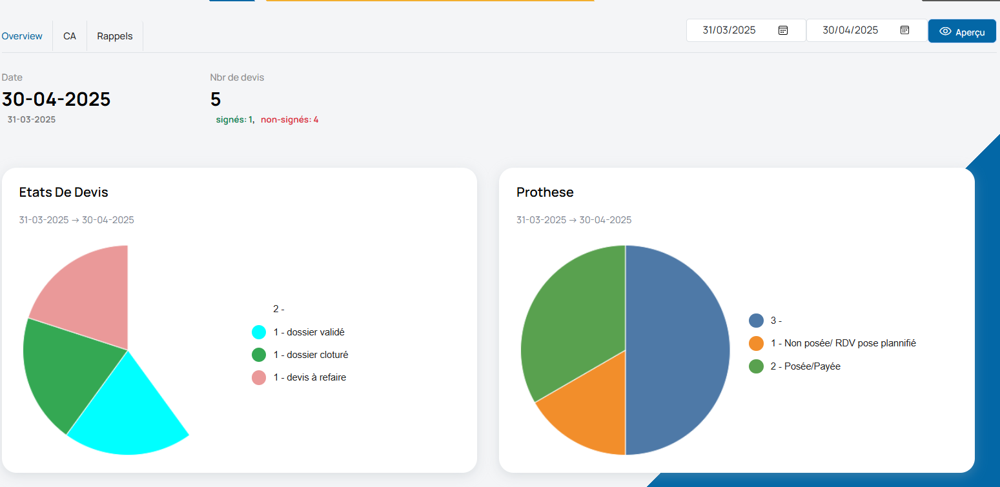 Overview CA Rappels 31/03/2025 30/04/2025 Aperçu
Date
30-04-2025
31-03-2025
Nbr de devis
5
signés: 1, non-signés: 4
Etats De Devis
31-03-2025 → 30-04-2025
2 -
1 - dossier validé
1 - dossier cloturé
1 - devis à refaire
Prothese
31-03-2025 → 30-04-2025
3 -
1 - Non posée/ RDV pose plannifié
2 - Posée/Payée